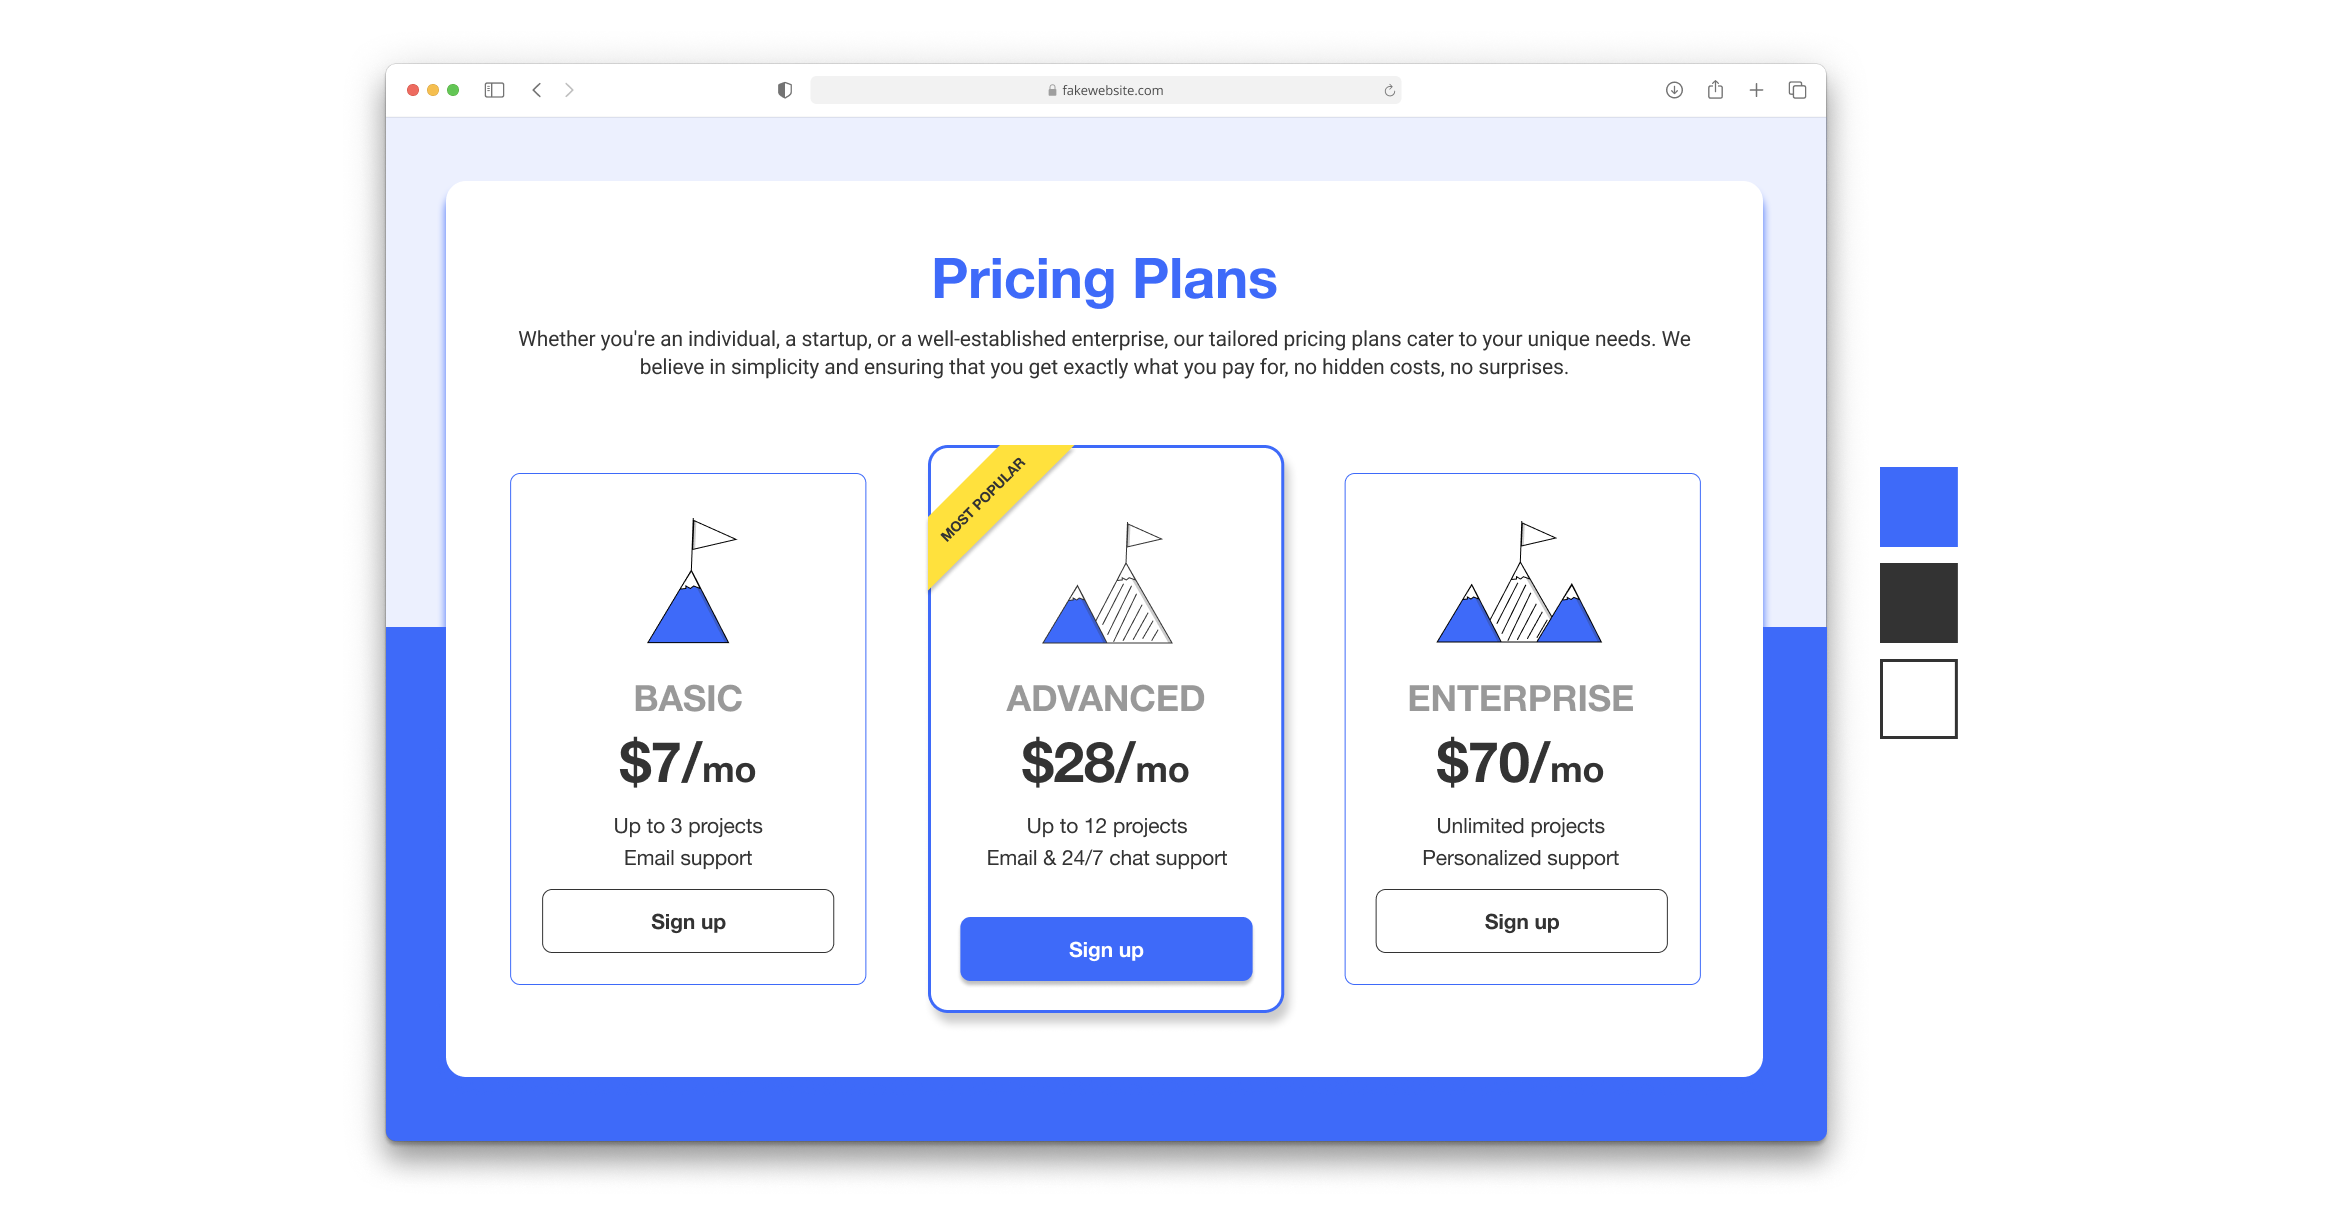 fakewebsite.com
Pricing Plans
Whether you're an individual, a startup, or a well-established enterprise, our tailored pricing plans cater to your unique needs. We
believe in simplicity and ensuring that you get exactly what you pay for, no hidden costs, no surprises.
BASIC
$7/mo
Up to 3 projects
Email support
Sign up
MOST POPULAR
ADVANCED
$28/mo
Up to 12 projects
Email & 24/7 chat support
Sign up
ENTERPRISE
$70/mo
Unlimited projects
Personalized support
Sign up